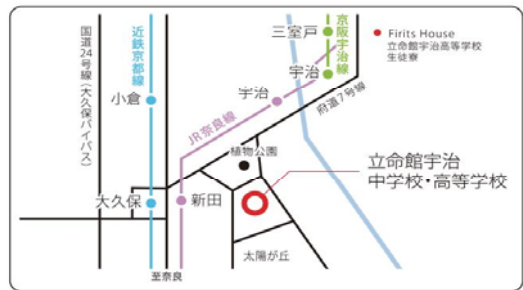 国道24号線(大久保バイパス)
近鉄京都線
小倉
大久保
JR奈良線
宇治
新田
至奈良
三室戸
京阪宇治線
宇治
府道7号線
植物公園
太陽が丘
立命館宇治
中学校・高等学校
Firits House
立命館宇治高等学校
生徒寮